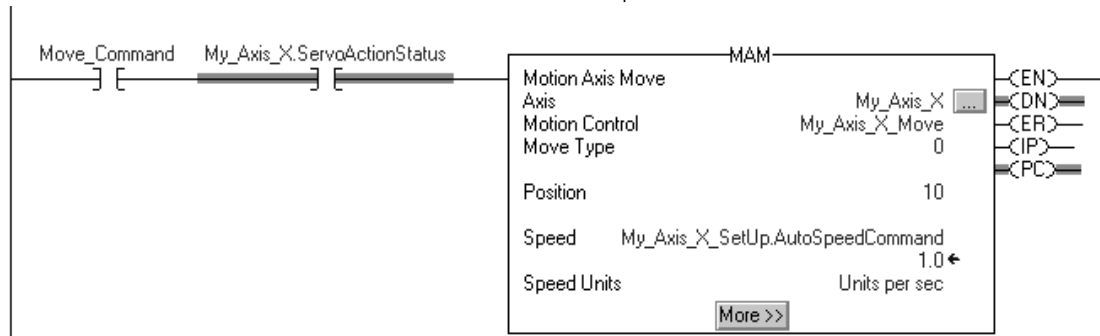 Move_Command My_Axis_X.ServoActionStatus
MAM
Motion Axis Move
Axis My_Axis_X ...
Motion Control My_Axis_X_Move
Move Type 0
Position 10
Speed My_Axis_X_SetUp.AutoSpeedCommand
1.0
Speed Units Units per sec
More >>
EN
DN
ER
IP
PC